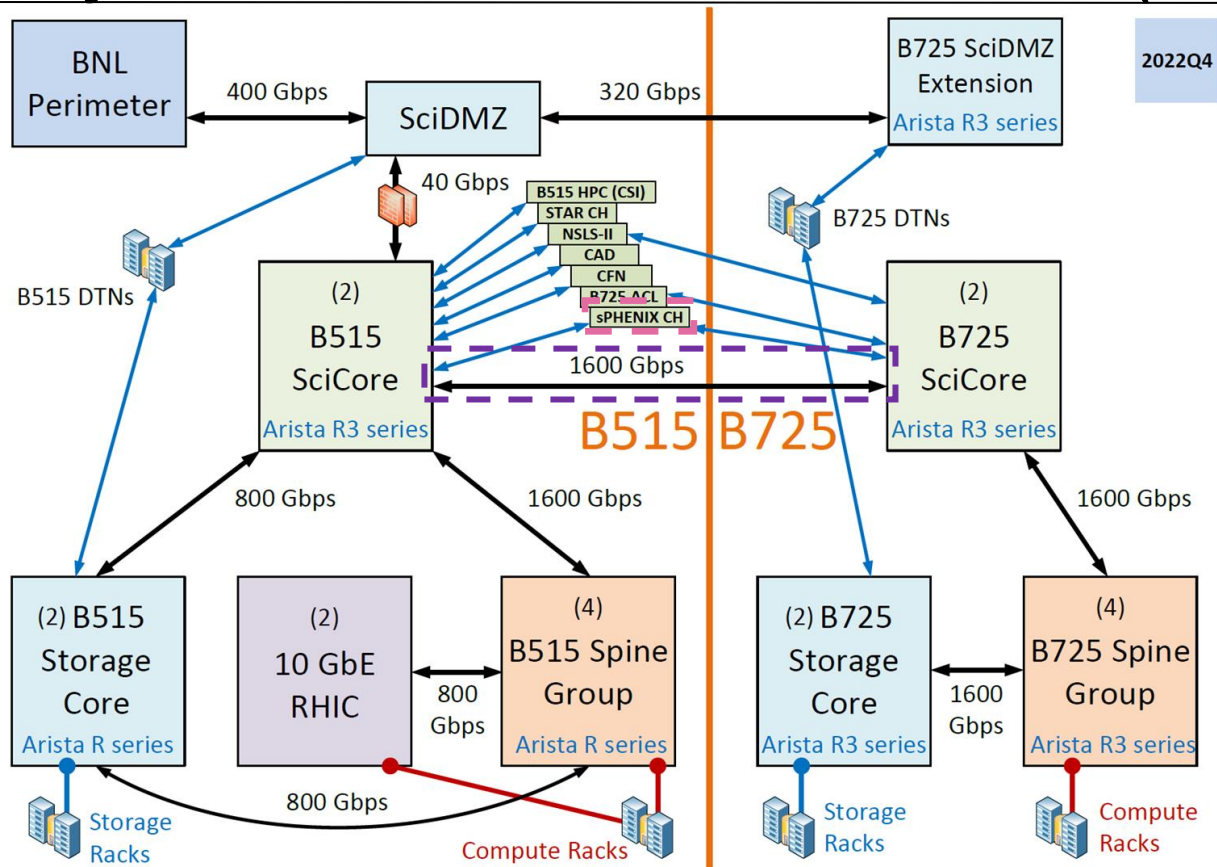 BNL
Perimeter
400 Gbps
SciDMZ
320 Gbps
B725 SciDMZ
Extension
Arista R3 series
2022Q4
40 Gbps
B515 HPC (CSI)
STAR CH
NSLS-II
CAD
CFN
B725 ACL
sPHENIX CH
B515 DTNs
B725 DTNs
(2)
B515
SciCore
Arista R3 series
1600 Gbps
B515
B725
(2)
B725
SciCore
Arista R3 series
800 Gbps
1600 Gbps
1600 Gbps
(2) B515
Storage
Core
Arista R series
(2)
10 GbE
RHIC
800
Gbps
(4)
B515 Spine
Group
Arista R series
(2) B725
Storage
Core
Arista R3 series
1600
Gbps
(4)
B725 Spine
Group
Arista R3 series
800 Gbps
Storage
Racks
Compute Racks
Storage
Racks
Compute
Racks